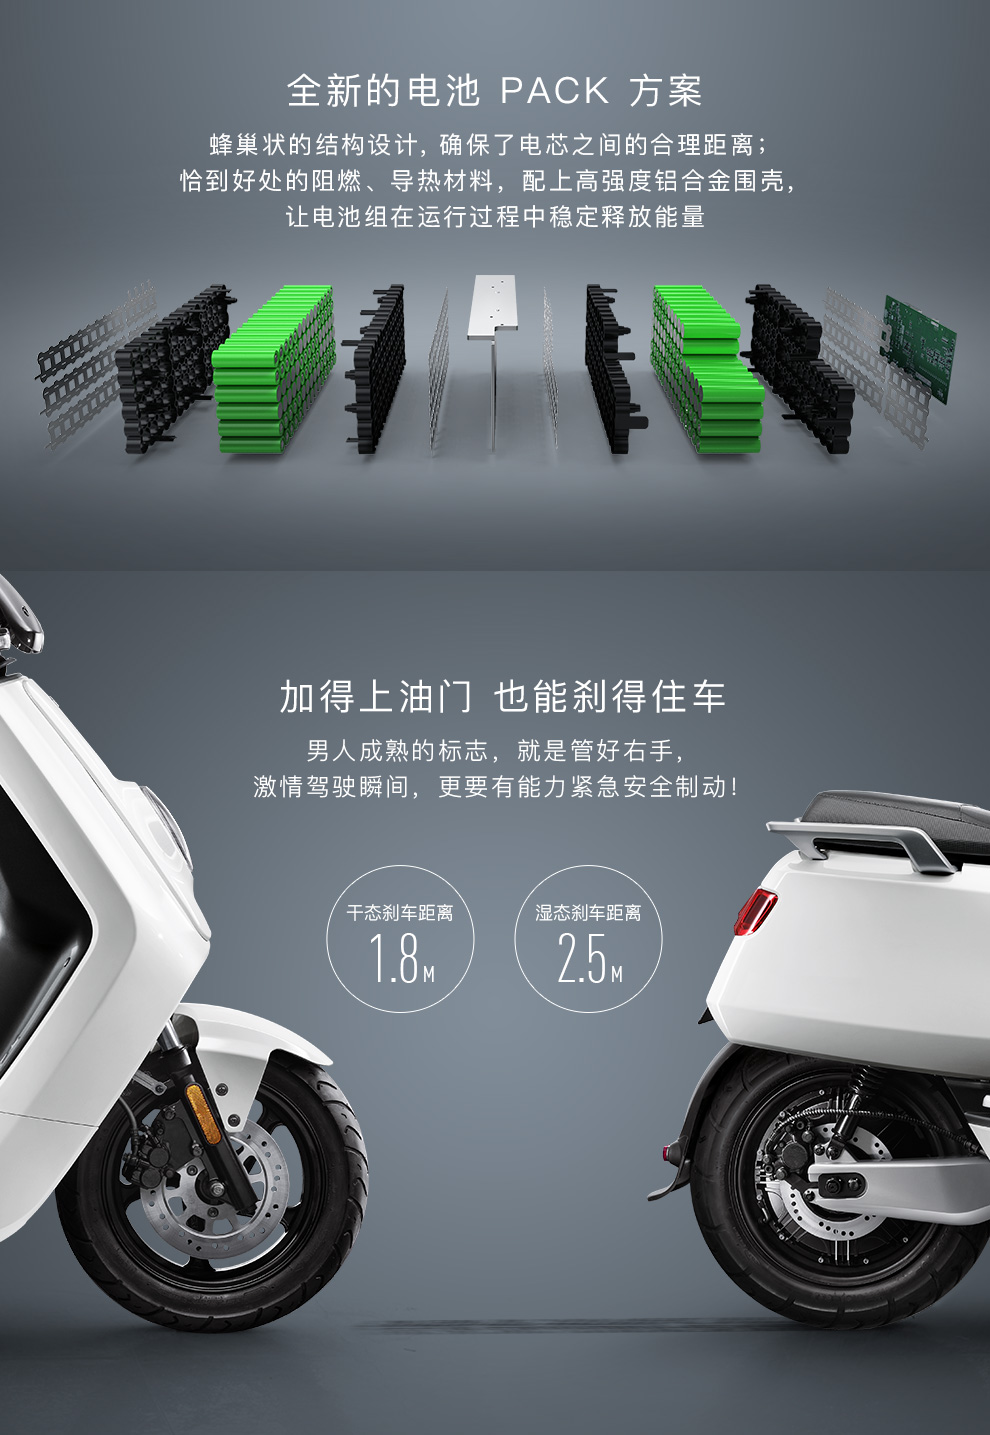 全新的电池 PACK 方案
蜂巢状的结构设计，确保了电芯之间的合理距离；
恰到好处的阻燃、导热材料，配上高强度铝合金围壳，
让电池组在运行过程中稳定释放能量
加得上油门 也能刹得住车
男人成熟的标志，就是管好右手，
激情驾驶瞬间，更要有能力紧急安全制动！
干态刹车距离
1.8M
湿态刹车距离
2.5M